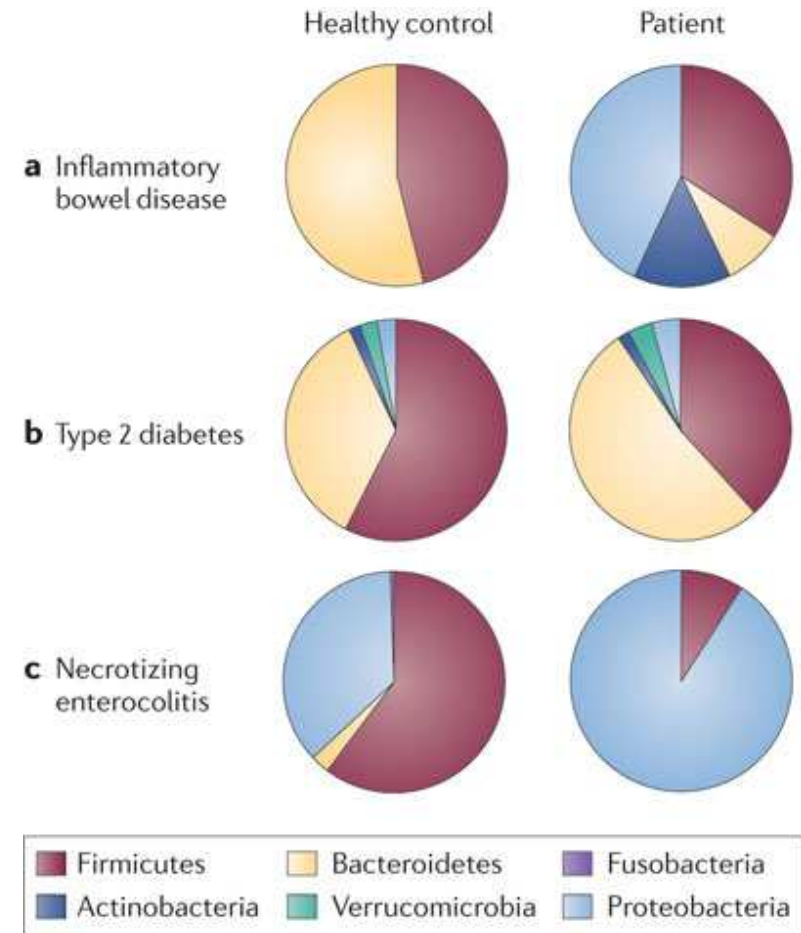 Healthy control Patient
a Inflammatory
bowel disease
b Type 2 diabetes
c Necrotizing
enterocolitis
Firmicutes Bacteroidetes Fusobacteria
Actinobacteria Verrucomicrobia Proteobacteria